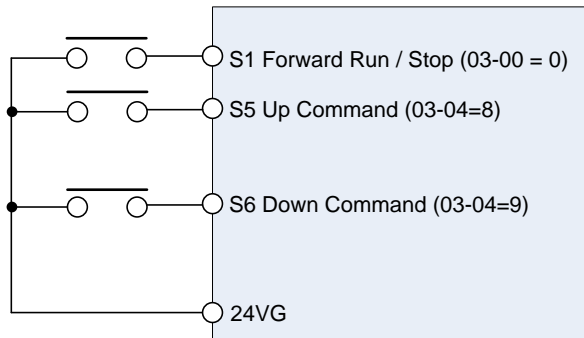 S1 Forward Run / Stop (03-00 = 0)
S5 Up Command (03-04=8)
S6 Down Command (03-04=9)
24VG